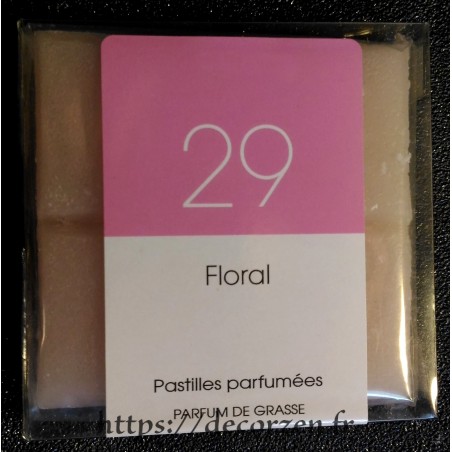 29
Floral
Pastilles parfumées
PARFUM DE GRASSE
https://decorzen.fr